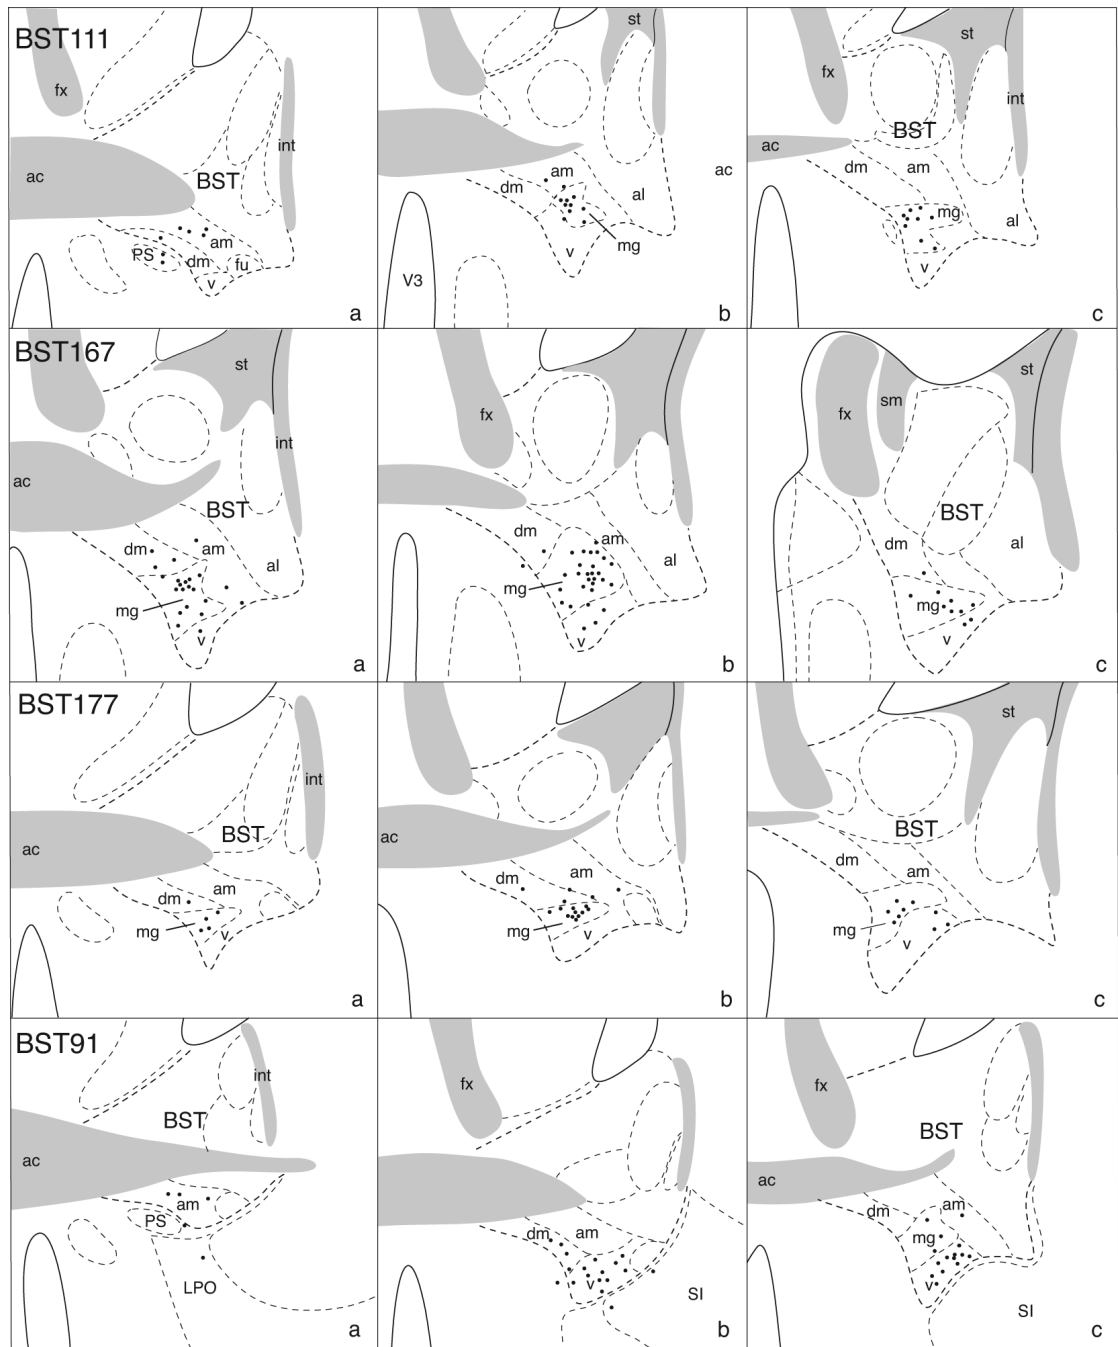 BST111
fx
int
ac
BST
am
PS
dm
fu
v
a
st
am
dm
al
mg
v
V3
ac
b
st
fx
int
BST
ac
dm
am
mg
al
v
c
BST167
st
int
ac
BST
dm
am
al
mg
v
a
fx
dm
am
al
mg
v
b
st
sm
fx
BST
dm
al
mg
v
c
BST177
int
BST
ac
am
dm
mg
v
a
ac
am
dm
mg
v
b
st
BST
dm
am
mg
v
c
BST91
int
BST
ac
am
PS
LPO
a
fx
dm
am
v
SI
b
fx
BST
ac
dm
am
mg
v
SI
c